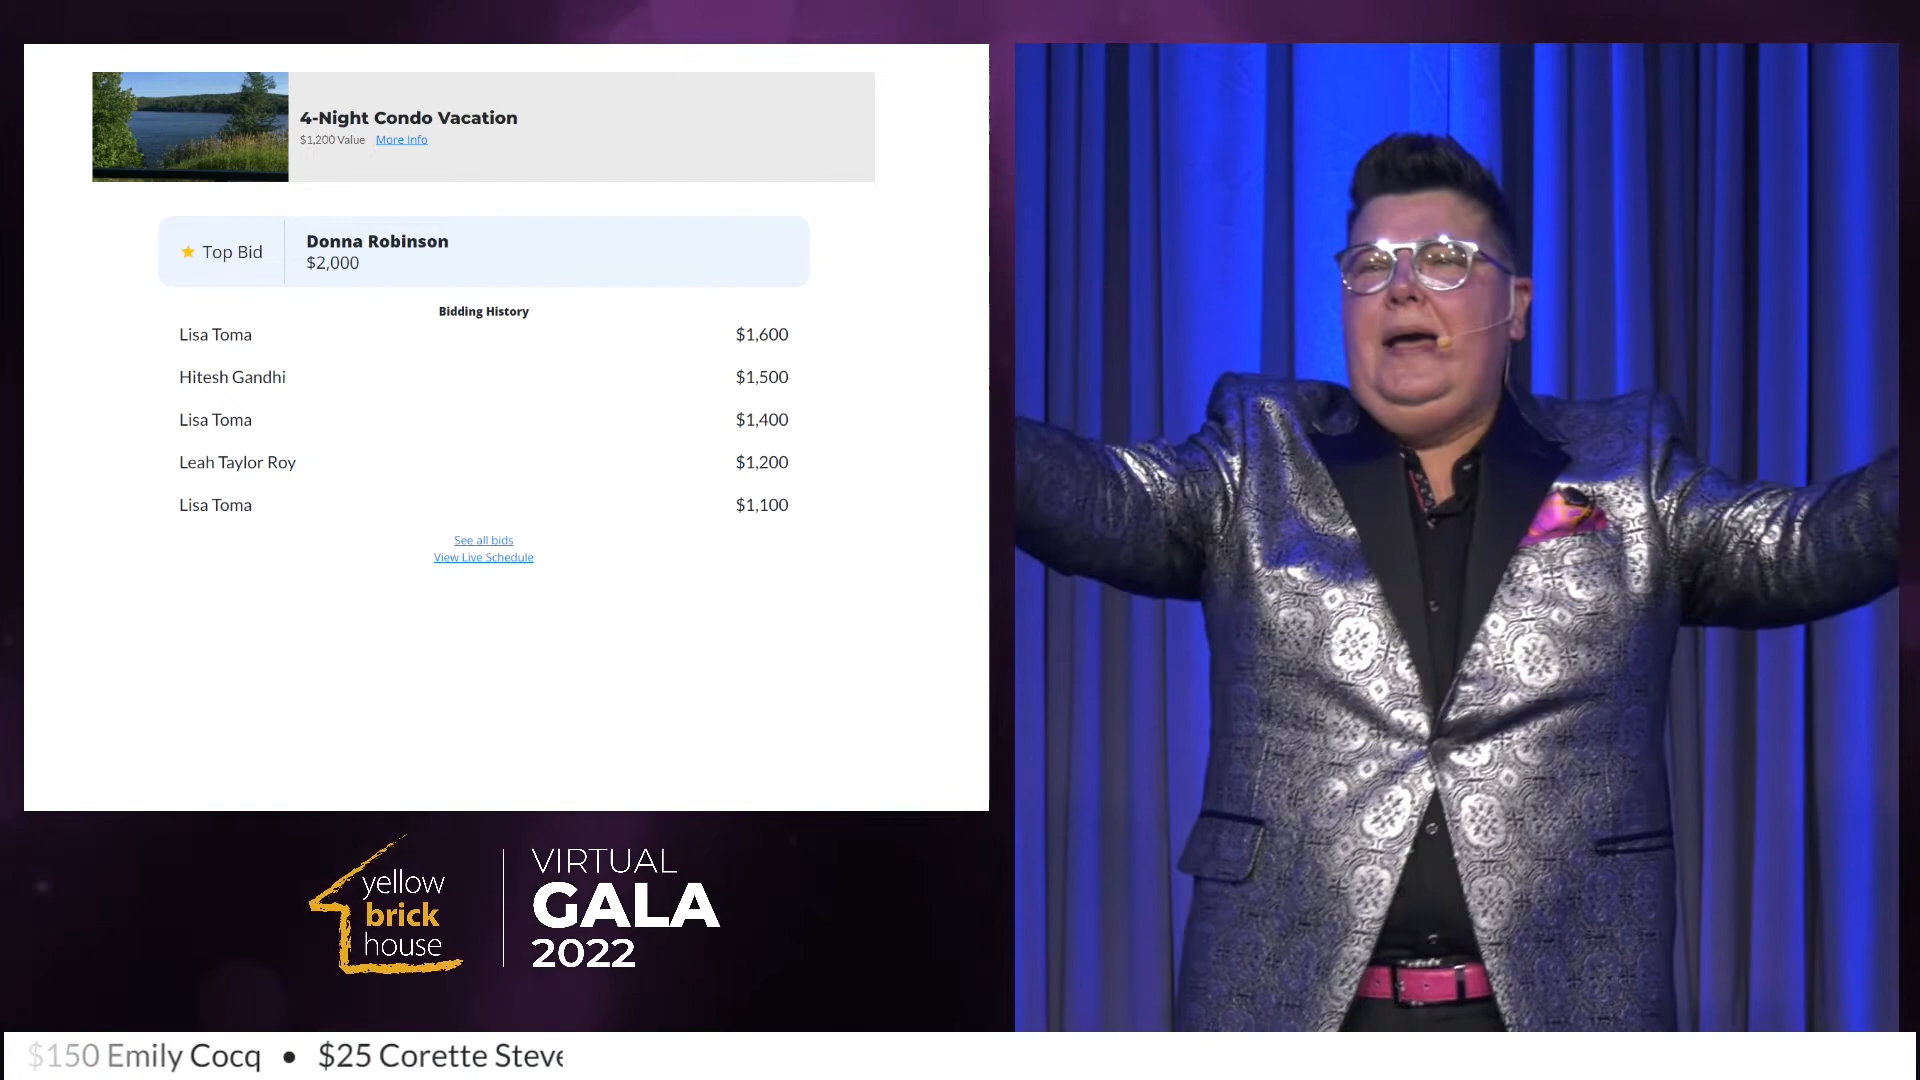 4-Night Condo Vacation
$1,200 Value More Info
Top Bid
Donna Robinson
$2,000
Bidding History
Lisa Toma $1,600
Hitesh Gandhi $1,500
Lisa Toma $1,400
Leah Taylor Roy $1,200
Lisa Toma $1,100
See all bids
View Live Schedule
yellow
brick
house
VIRTUAL
GALA
2022
$150 Emily Cocq • $25 Corette Steve